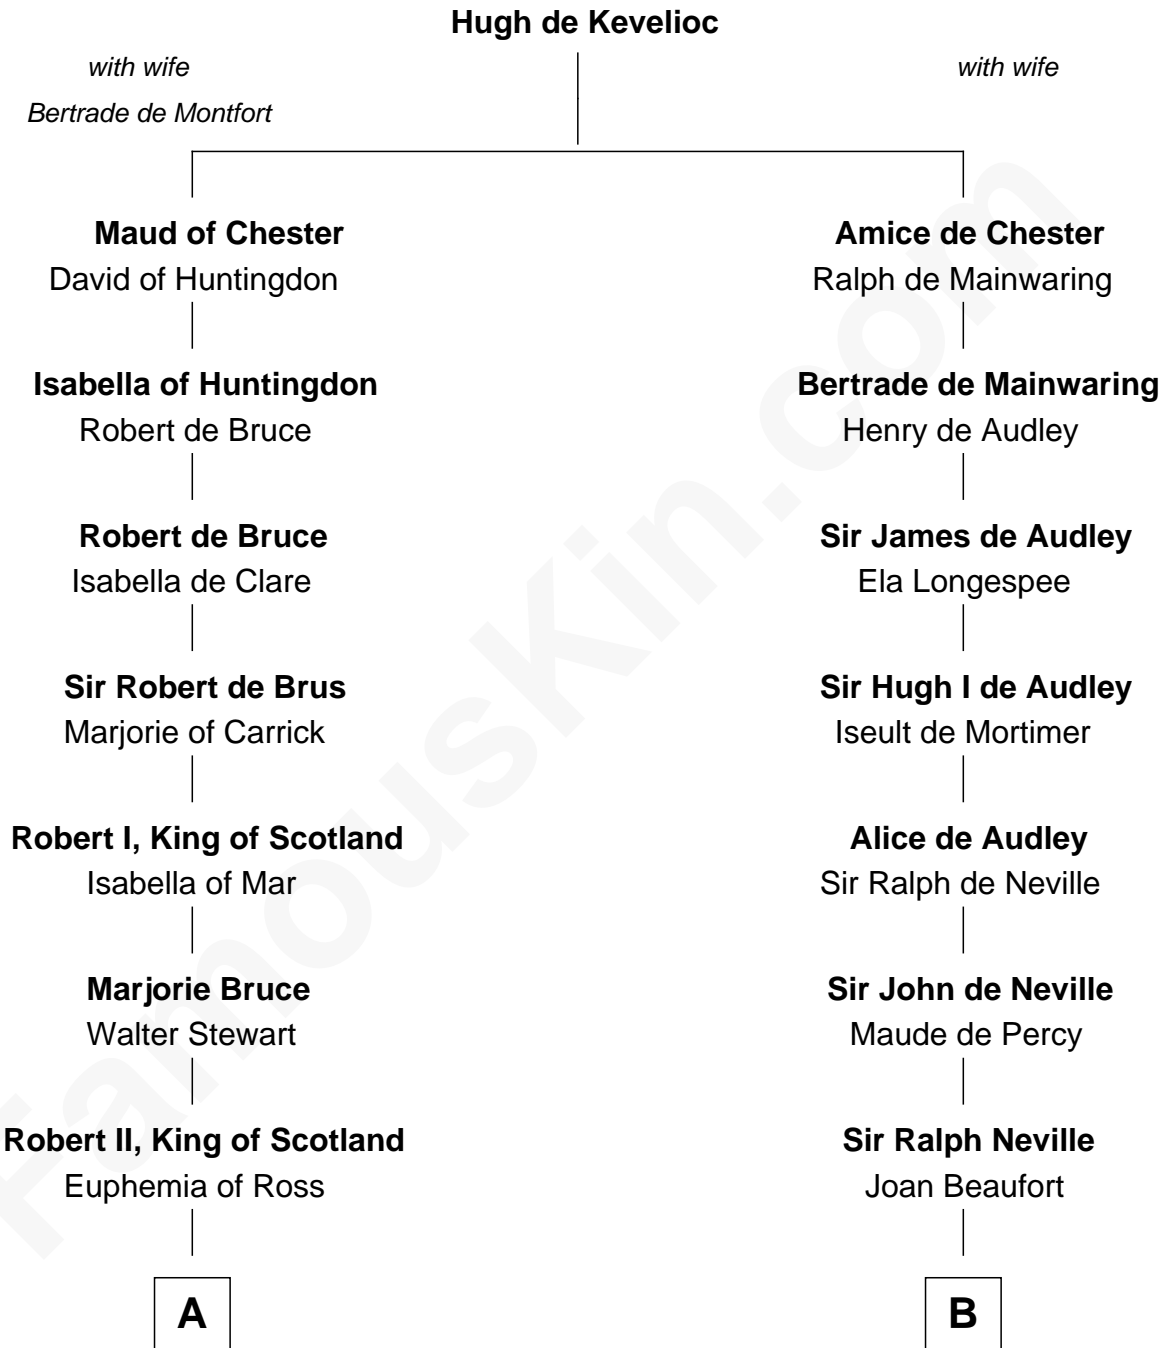 Hugh de Kevelioc
with wife
Bertrade de Montfort
with wife
Maud of Chester
David of Huntingdon
Amice de Chester
Ralph de Mainwaring
Isabella of Huntingdon
Robert de Bruce
Bertrade de Mainwaring
Henry de Audley
Robert de Bruce
Isabella de Clare
Sir James de Audley
Ela Longespee
Sir Robert de Brus
Marjorie of Carrick
Sir Hugh I de Audley
Iseult de Mortimer
Robert I, King of Scotland
Isabella of Mar
Alice de Audley
Sir Ralph de Neville
Marjorie Bruce
Walter Stewart
Sir John de Neville
Maude de Percy
Robert II, King of Scotland
Euphemia of Ross
Sir Ralph Neville
Joan Beaufort
A
B
FamousKin.com